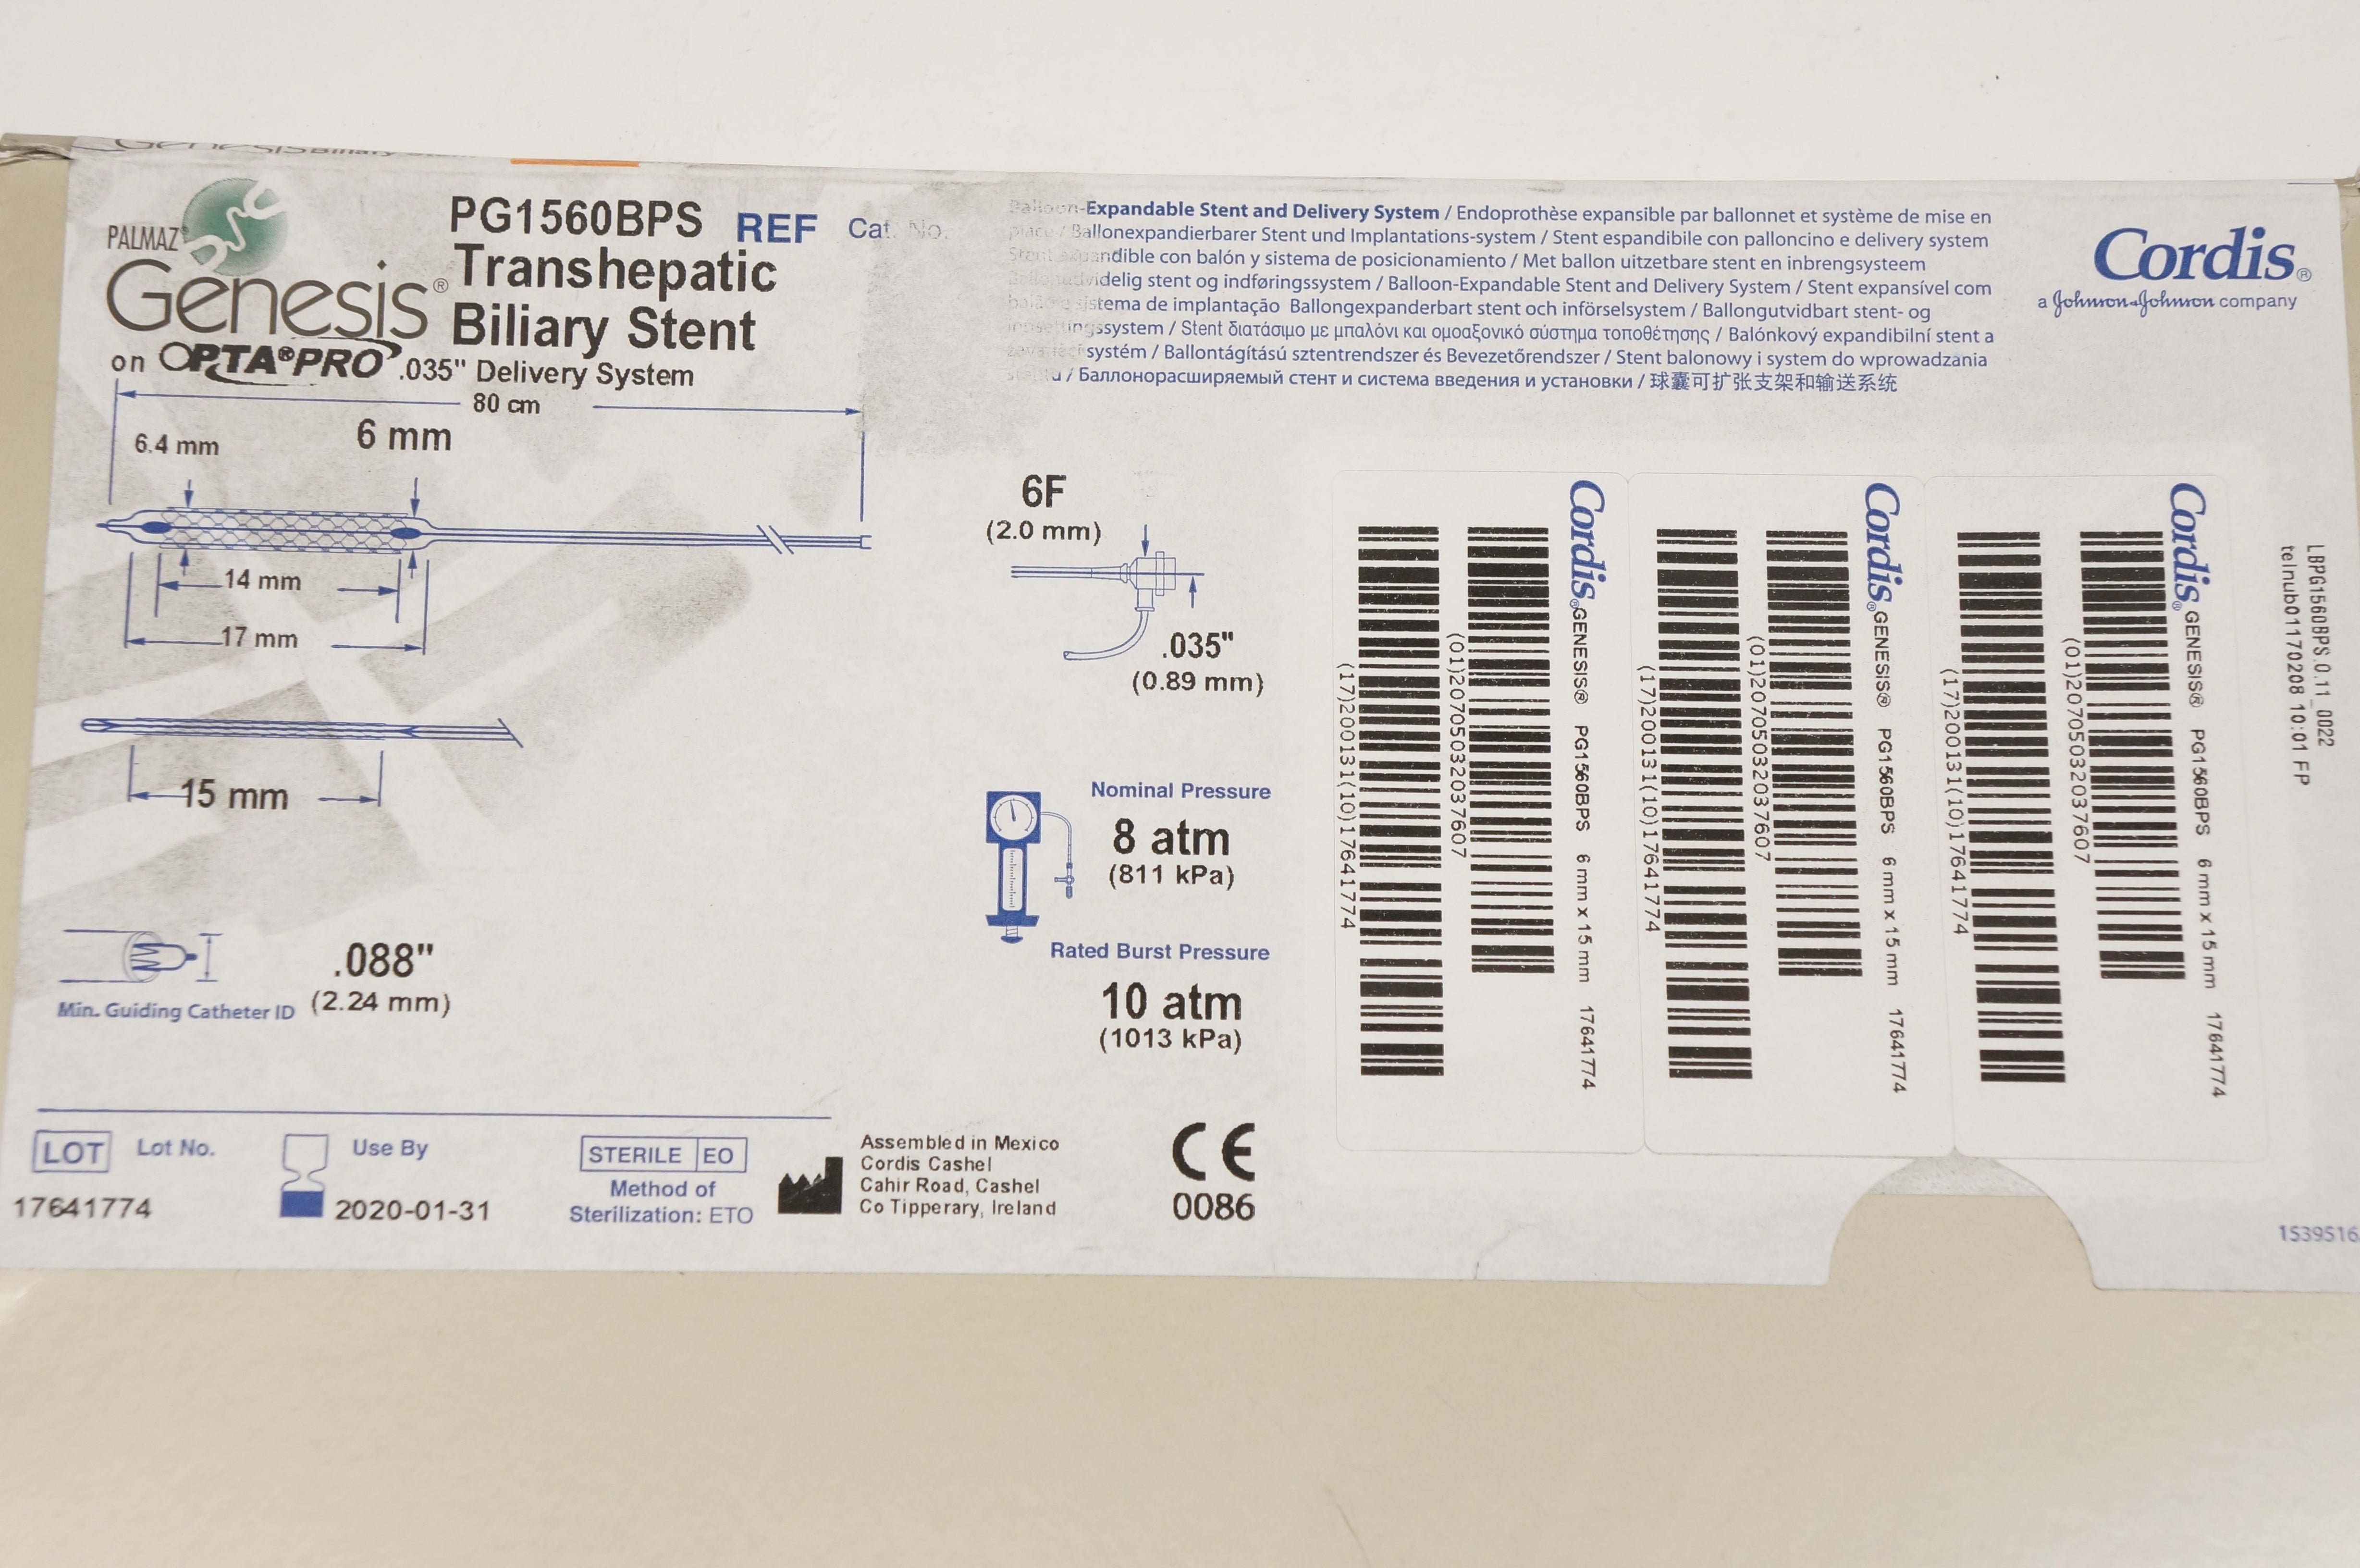 Genesis Biliary Stent
PALMAZ®
Genesis®
on OPTA®PRO .035" Delivery System
PG1560BPS REF Cat. No.
Transhepatic
Biliary Stent
80 cm
6.4 mm
6 mm
14 mm
17 mm
15 mm
.088"
Min. Guiding Catheter ID (2.24 mm)
Balloon-Expandable Stent and Delivery System / Endoprothèse expansible par ballonnet et système de mise en
place / Ballonexpandierbarer Stent und Implantations-system / Stent espandibile con palloncino e delivery system
Stent expandible con balón y sistema de posicionamiento / Met ballon uitzetbare stent en inbrengsysteem
stent og indføringssystem / Balloon-Expandable Stent and Delivery System / Stent expansível com
balão e sistema de implantação Ballongexpanderbart stent och införselsystem / Ballongutvidbart stent- og
/ Stent διατάσιμο με μπαλόνι και ομοαξονικό σύστημα τοποθέτησης / Balónkový expandibilní stent a
systém / Ballontágítású sztentrendszer és Bevezetőrendszer / Stent balonowy i system do wprowadzania
/ Баллонорасширяемый стент и система введения и установки / 球囊可扩张支架和输送系统
Cordis®
a Johnson & Johnson company
6F
(2.0 mm)
.035"
(0.89 mm)
Nominal Pressure
8 atm
(811 kPa)
Rated Burst Pressure
10 atm
(1013 kPa)
Cordis® GENESIS® PG1560BPS 6 mm x 15 mm 17641774
(01)20705032037607
(17)200131(10)17641774
Cordis® GENESIS® PG1560BPS 6 mm x 15 mm 17641774
(01)20705032037607
(17)200131(10)17641774
Cordis® GENESIS® PG1560BPS 6 mm x 15 mm 17641774
(01)20705032037607
(17)200131(10)17641774
LBPG1560BPS.0.11_0022
telnub01170208 10:01 FP
LOT Lot No.
17641774
Use By
2020-01-31
STERILE EO
Method of
Sterilization: ETO
Assembled in Mexico
Cordis Cashel
Cahir Road, Cashel
Co Tipperary, Ireland
CE
0086
1539516